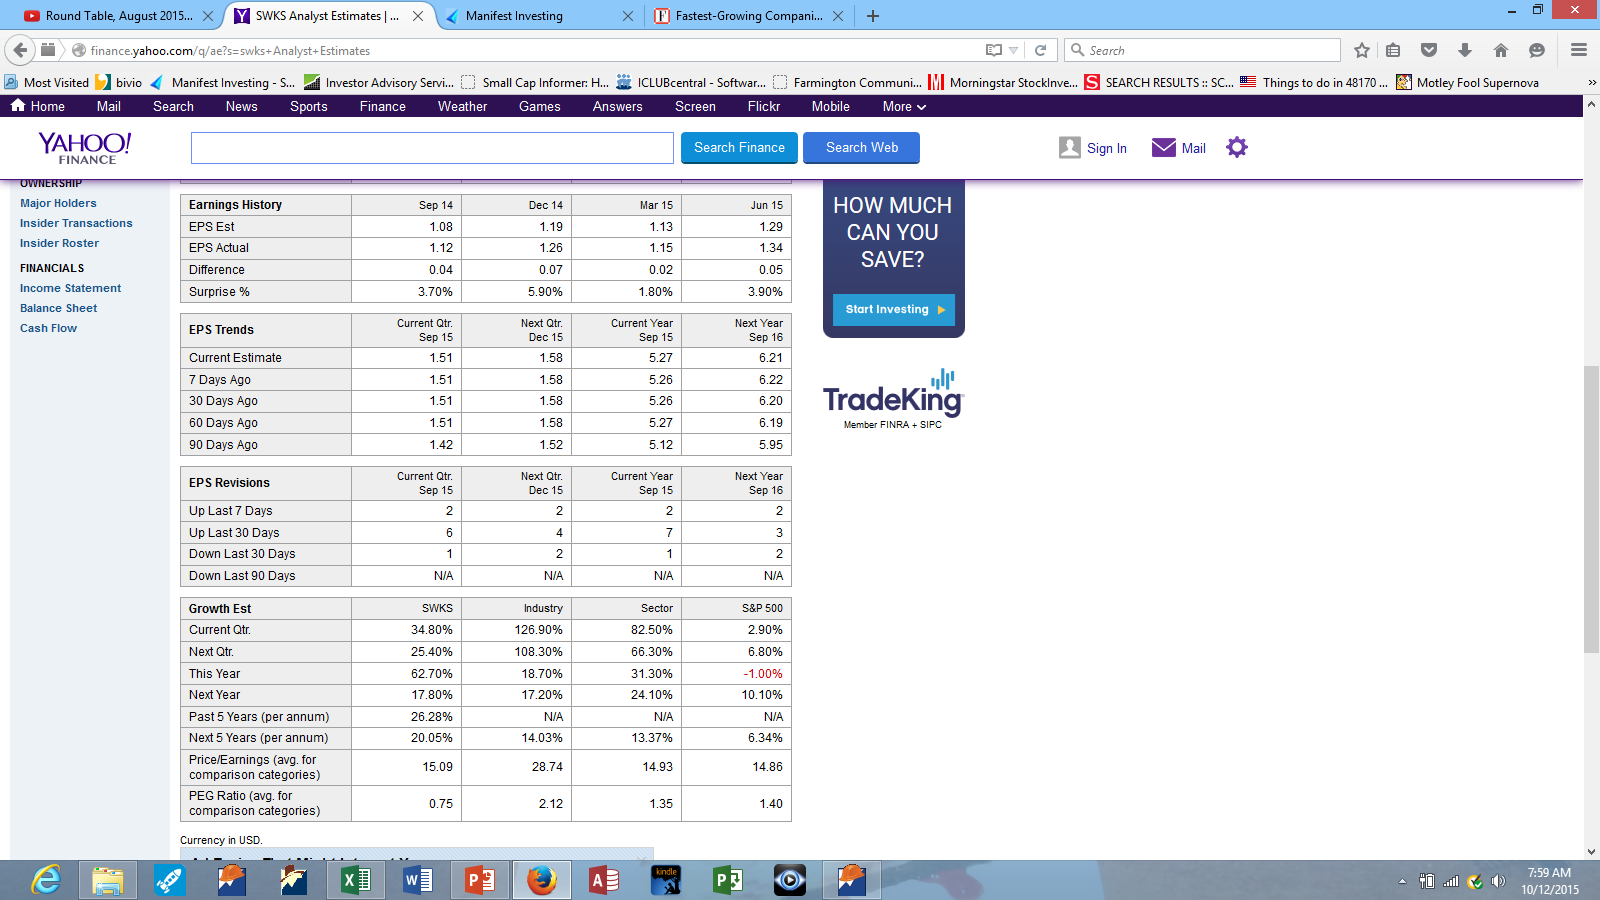 Round Table, August 2015...
SWKS Analyst Estimates | ...
Manifest Investing
Fastest-Growing Compani...
finance.yahoo.com/q/ae?s=swks+Analyst+Estimates
Search
Most Visited bivio Manifest Investing - S... Investor Advisory Servi... Small Cap Informer: H... ICLUBcentral - Softwar... Farmington Communi... Morningstar StockInve... SEARCH RESULTS :: SC... Things to do in 48170 ... Motley Fool Supernova
Home Mail Search News Sports Finance Weather Games Answers Screen Flickr Mobile More
YAHOO!
FINANCE
Search Finance
Search Web
Sign In
Mail
OWNERSHIP
Major Holders
Insider Transactions
Insider Roster
FINANCIALS
Income Statement
Balance Sheet
Cash Flow
Earnings History Sep 14 Dec 14 Mar 15 Jun 15
EPS Est 1.08 1.19 1.13 1.29
EPS Actual 1.12 1.26 1.15 1.34
Difference 0.04 0.07 0.02 0.05
Surprise % 3.70% 5.90% 1.80% 3.90%
EPS Trends Current Qtr. Next Qtr. Current Year Next Year
Sep 15 Dec 15 Sep 15 Sep 16
Current Estimate 1.51 1.58 5.27 6.21
7 Days Ago 1.51 1.58 5.26 6.22
30 Days Ago 1.51 1.58 5.26 6.20
60 Days Ago 1.51 1.58 5.27 6.19
90 Days Ago 1.42 1.52 5.12 5.95
EPS Revisions Current Qtr. Next Qtr. Current Year Next Year
Sep 15 Dec 15 Sep 15 Sep 16
Up Last 7 Days 2 2 2 2
Up Last 30 Days 6 4 7 3
Down Last 30 Days 1 2 1 2
Down Last 90 Days N/A N/A N/A N/A
Growth Est SWKS Industry Sector S&P 500
Current Qtr. 34.80% 126.90% 82.50% 2.90%
Next Qtr. 25.40% 108.30% 66.30% 6.80%
This Year 62.70% 18.70% 31.30% -1.00%
Next Year 17.80% 17.20% 24.10% 10.10%
Past 5 Years (per annum) 26.28% N/A N/A N/A
Next 5 Years (per annum) 20.05% 14.03% 13.37% 6.34%
Price/Earnings (avg. for
comparison categories) 15.09 28.74 14.93 14.86
PEG Ratio (avg. for
comparison categories) 0.75 2.12 1.35 1.40
Currency in USD.
HOW MUCH
CAN YOU
SAVE?
Start Investing
TradeKing
Member FINRA + SIPC
kindle
7:59 AM
10/12/2015